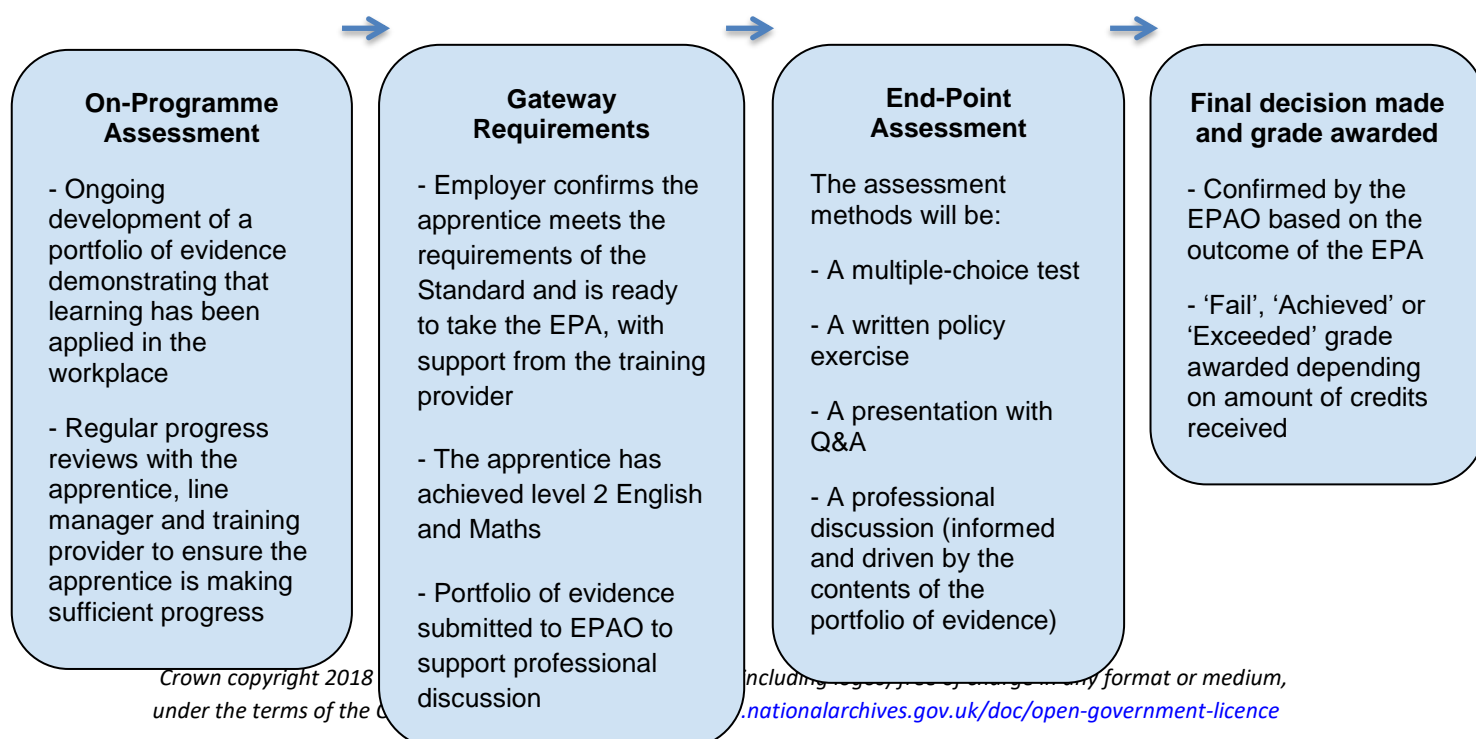 On-Programme
Assessment
- Ongoing
development of a
portfolio of evidence
demonstrating that
learning has been
applied in the
workplace
- Regular progress
reviews with the
apprentice, line
manager and training
provider to ensure the
apprentice is making
sufficient progress
Gateway
Requirements
- Employer confirms the
apprentice meets the
requirements of the
Standard and is ready
to take the EPA, with
support from the training
provider
- The apprentice has
achieved level 2 English
and Maths
- Portfolio of evidence
submitted to EPAO to
support professional
discussion
End-Point
Assessment
The assessment
methods will be:
- A multiple-choice test
- A written policy
exercise
- A presentation with
Q&A
- A professional
discussion (informed
and driven by the
contents of the
portfolio of evidence)
Final decision made
and grade awarded
- Confirmed by the
EPAO based on the
outcome of the EPA
- ‘Fail’, ‘Achieved’ or
‘Exceeded’ grade
awarded depending
on amount of credits
received
Crown copyright 2018 including logos, free of charge in any format or medium,
under the terms of the .nationalarchives.gov.uk/doc/open-government-licence